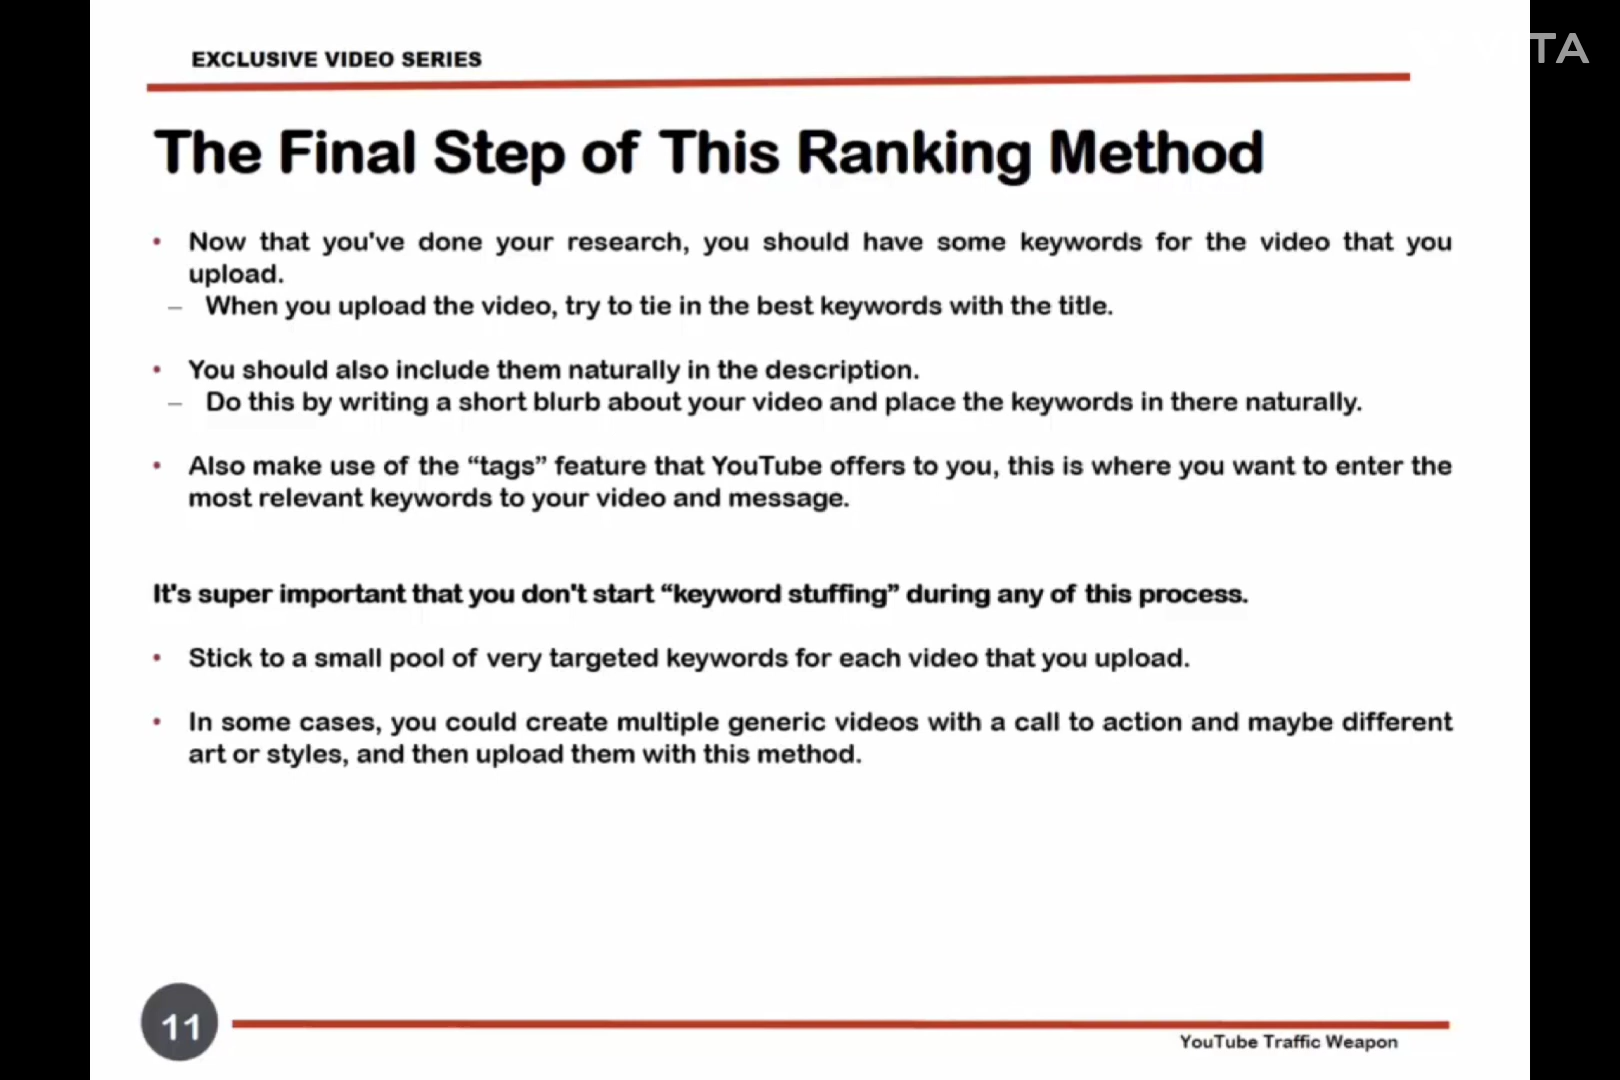 EXCLUSIVE VIDEO SERIES
TA
The Final Step of This Ranking Method
• Now that you've done your research, you should have some keywords for the video that you
upload.
– When you upload the video, try to tie in the best keywords with the title.
• You should also include them naturally in the description.
– Do this by writing a short blurb about your video and place the keywords in there naturally.
• Also make use of the “tags” feature that YouTube offers to you, this is where you want to enter the
most relevant keywords to your video and message.
It's super important that you don't start “keyword stuffing” during any of this process.
• Stick to a small pool of very targeted keywords for each video that you upload.
• In some cases, you could create multiple generic videos with a call to action and maybe different
art or styles, and then upload them with this method.
11
YouTube Traffic Weapon